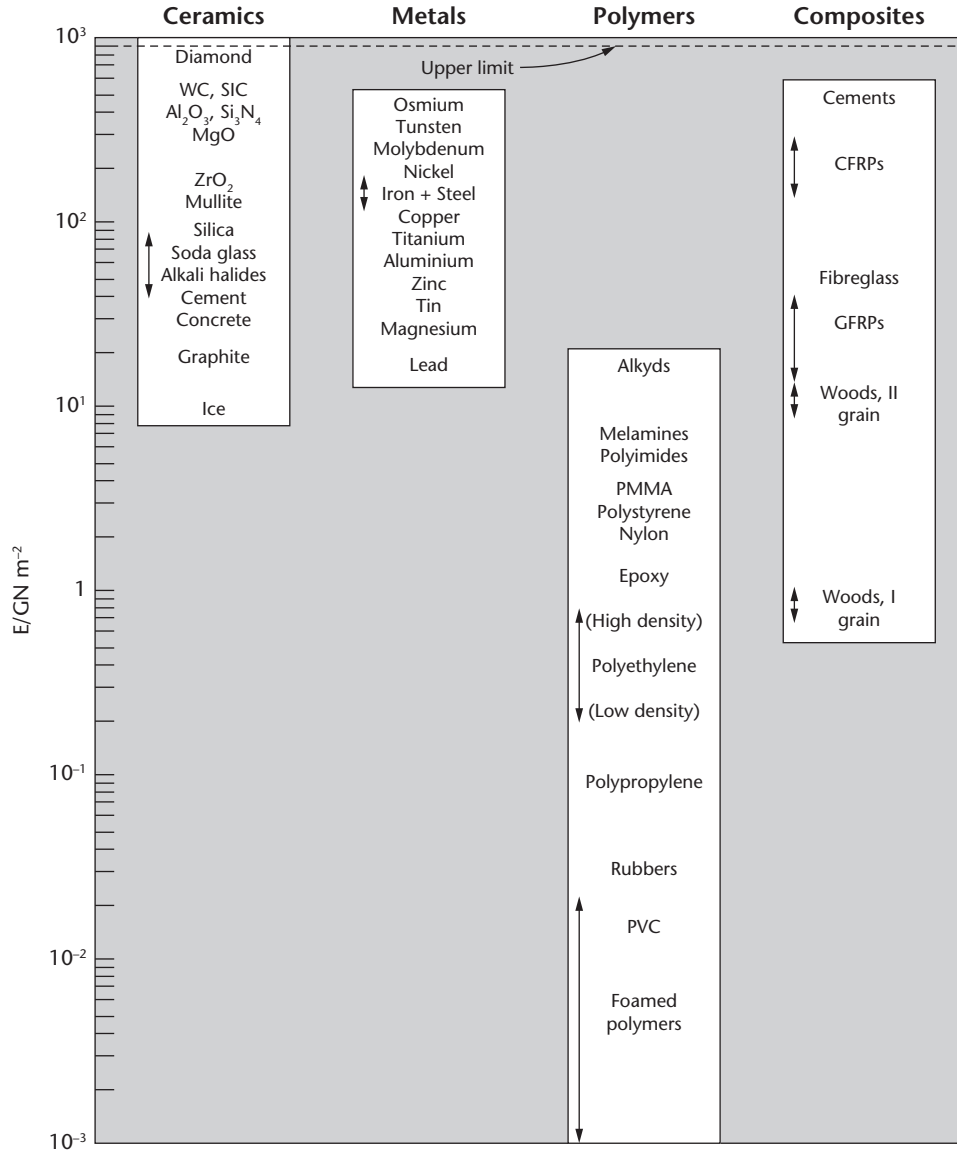 Ceramics
Metals
Polymers
Composites
E/GN m⁻²
10³
10²
10¹
1
10⁻¹
10⁻²
10⁻³
Upper limit
Diamond
WC, SIC
Al₂O₃, Si₃N₄
MgO
ZrO₂
Mullite
Silica
Soda glass
Alkali halides
Cement
Concrete
Graphite
Ice
Osmium
Tunsten
Molybdenum
Nickel
Iron + Steel
Copper
Titanium
Aluminium
Zinc
Tin
Magnesium
Lead
Alkyds
Melamines
Polyimides
PMMA
Polystyrene
Nylon
Epoxy
(High density)
Polyethylene
(Low density)
Polypropylene
Rubbers
PVC
Foamed
polymers
Cements
CFRPs
Fibreglass
GFRPs
Woods, II
grain
Woods, I
grain